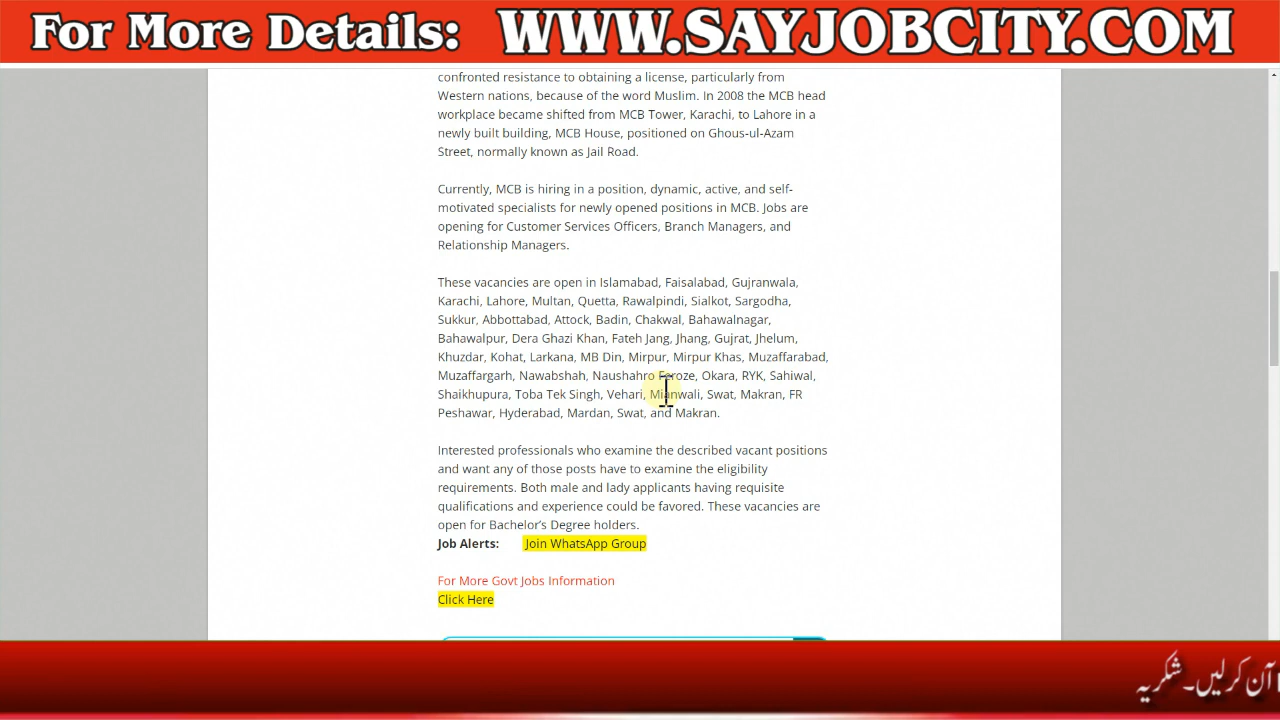 For More Details: WWW.SAYJOBCITY.COM
confronted resistance to obtaining a license, particularly from
Western nations, because of the word Muslim. In 2008 the MCB head
workplace became shifted from MCB Tower, Karachi, to Lahore in a
newly built building, MCB House, positioned on Ghous-ul-Azam
Street, normally known as Jail Road.
Currently, MCB is hiring in a position, dynamic, active, and self-
motivated specialists for newly opened positions in MCB. Jobs are
opening for Customer Services Officers, Branch Managers, and
Relationship Managers.
These vacancies are open in Islamabad, Faisalabad, Gujranwala,
Karachi, Lahore, Multan, Quetta, Rawalpindi, Sialkot, Sargodha,
Sukkur, Abbottabad, Attock, Badin, Chakwal, Bahawalnagar,
Bahawalpur, Dera Ghazi Khan, Fateh Jang, Jhang, Gujrat, Jhelum,
Khuzdar, Kohat, Larkana, MB Din, Mirpur, Mirpur Khas, Muzaffarabad,
Muzaffargarh, Nawabshah, Naushahro Feroze, Okara, RYK, Sahiwal,
Shaikhupura, Toba Tek Singh, Vehari, Mianwali, Swat, Makran, FR
Peshawar, Hyderabad, Mardan, Swat, and Makran.
Interested professionals who examine the described vacant positions
and want any of those posts have to examine the eligibility
requirements. Both male and lady applicants having requisite
qualifications and experience could be favored. These vacancies are
open for Bachelor’s Degree holders.
Job Alerts: Join WhatsApp Group
For More Govt Jobs Information
Click Here
آن کرلیں۔شکریہ